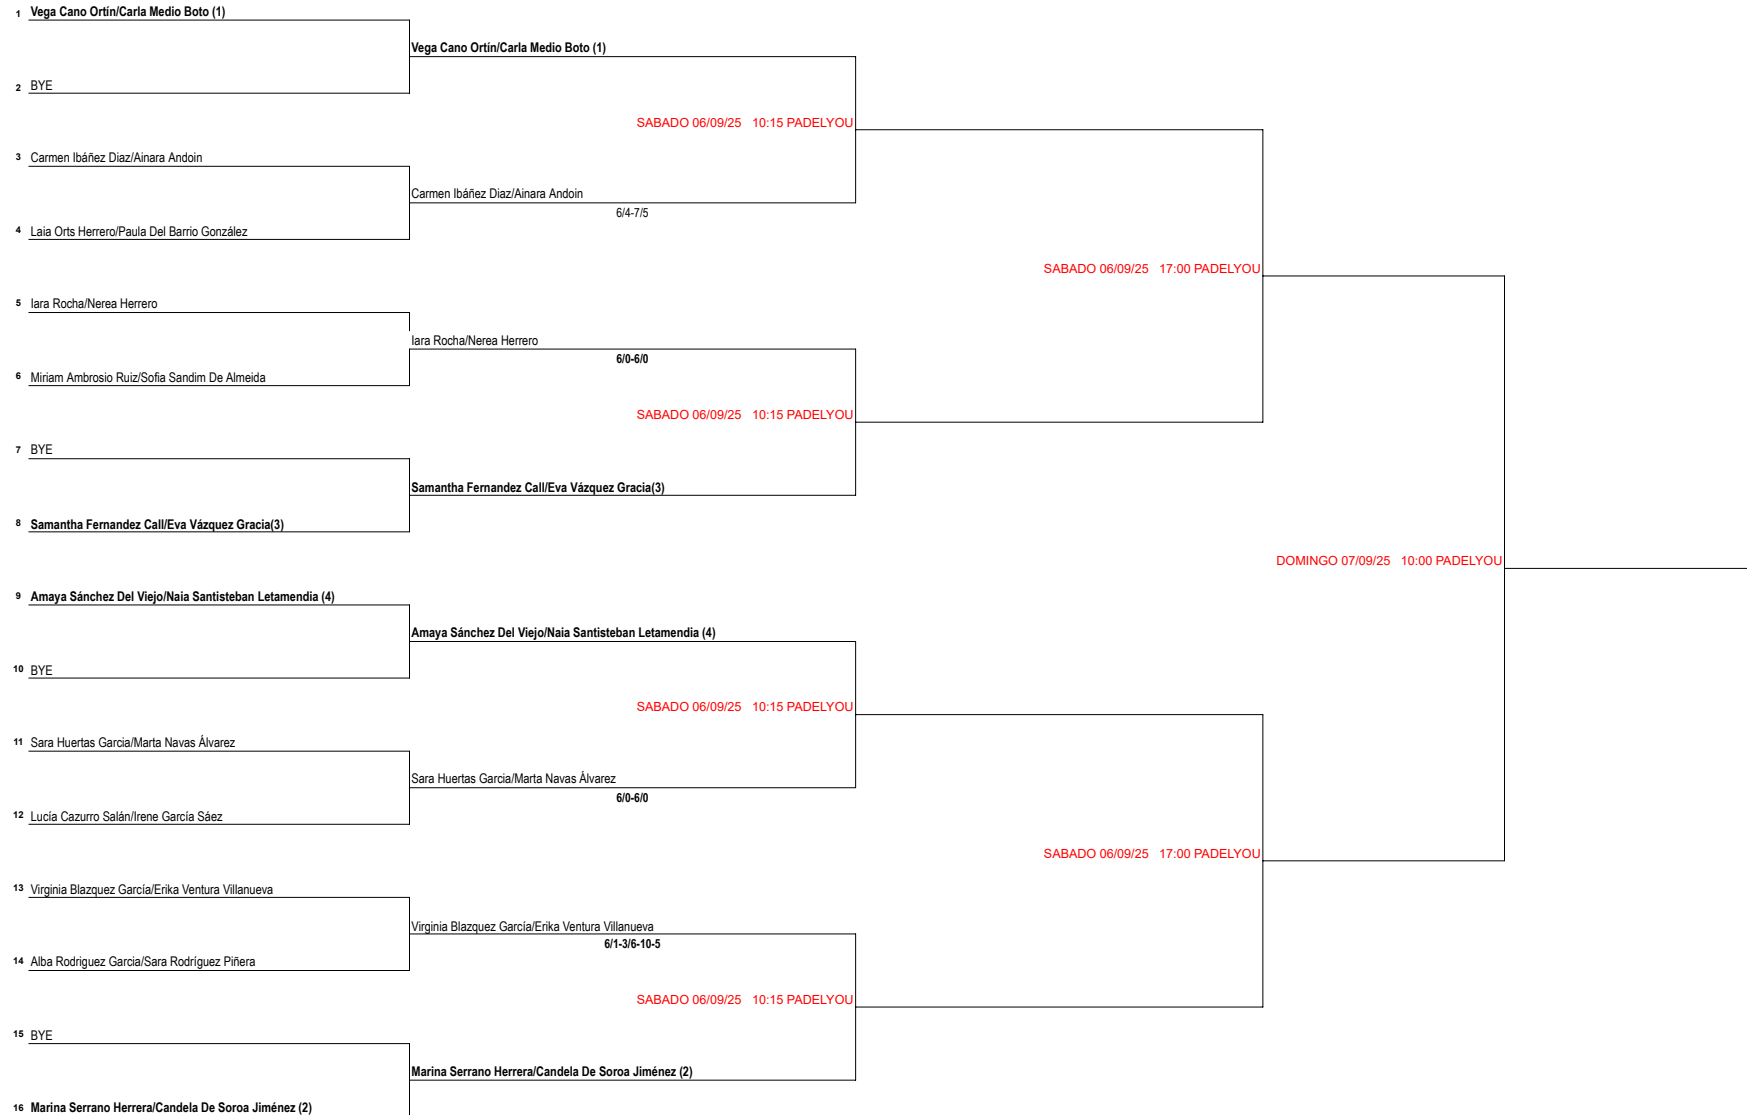 1 Vega Cano Ortín/Carla Medio Boto (1)
Vega Cano Ortín/Carla Medio Boto (1)
2 BYE
SABADO 06/09/25 10:15 PADELYOU
3 Carmen Ibáñez Diaz/Ainara Andoin
Carmen Ibáñez Diaz/Ainara Andoin
6/4-7/5
4 Laia Orts Herrero/Paula Del Barrio González
SABADO 06/09/25 17:00 PADELYOU
5 Iara Rocha/Nerea Herrero
Iara Rocha/Nerea Herrero
6/0-6/0
6 Miriam Ambrosio Ruiz/Sofia Sandim De Almeida
SABADO 06/09/25 10:15 PADELYOU
7 BYE
Samantha Fernandez Call/Eva Vázquez Gracia(3)
8 Samantha Fernandez Call/Eva Vázquez Gracia(3)
DOMINGO 07/09/25 10:00 PADELYOU
9 Amaya Sánchez Del Viejo/Naia Santisteban Letamendia (4)
Amaya Sánchez Del Viejo/Naia Santisteban Letamendia (4)
10 BYE
SABADO 06/09/25 10:15 PADELYOU
11 Sara Huertas Garcia/Marta Navas Álvarez
Sara Huertas Garcia/Marta Navas Álvarez
6/0-6/0
12 Lucía Cazurro Salán/Irene García Sáez
SABADO 06/09/25 17:00 PADELYOU
13 Virginia Blazquez García/Erika Ventura Villanueva
Virginia Blazquez García/Erika Ventura Villanueva
6/1-3/6-10-5
14 Alba Rodriguez Garcia/Sara Rodríguez Piñera
SABADO 06/09/25 10:15 PADELYOU
15 BYE
Marina Serrano Herrera/Candela De Soroa Jiménez (2)
16 Marina Serrano Herrera/Candela De Soroa Jiménez (2)